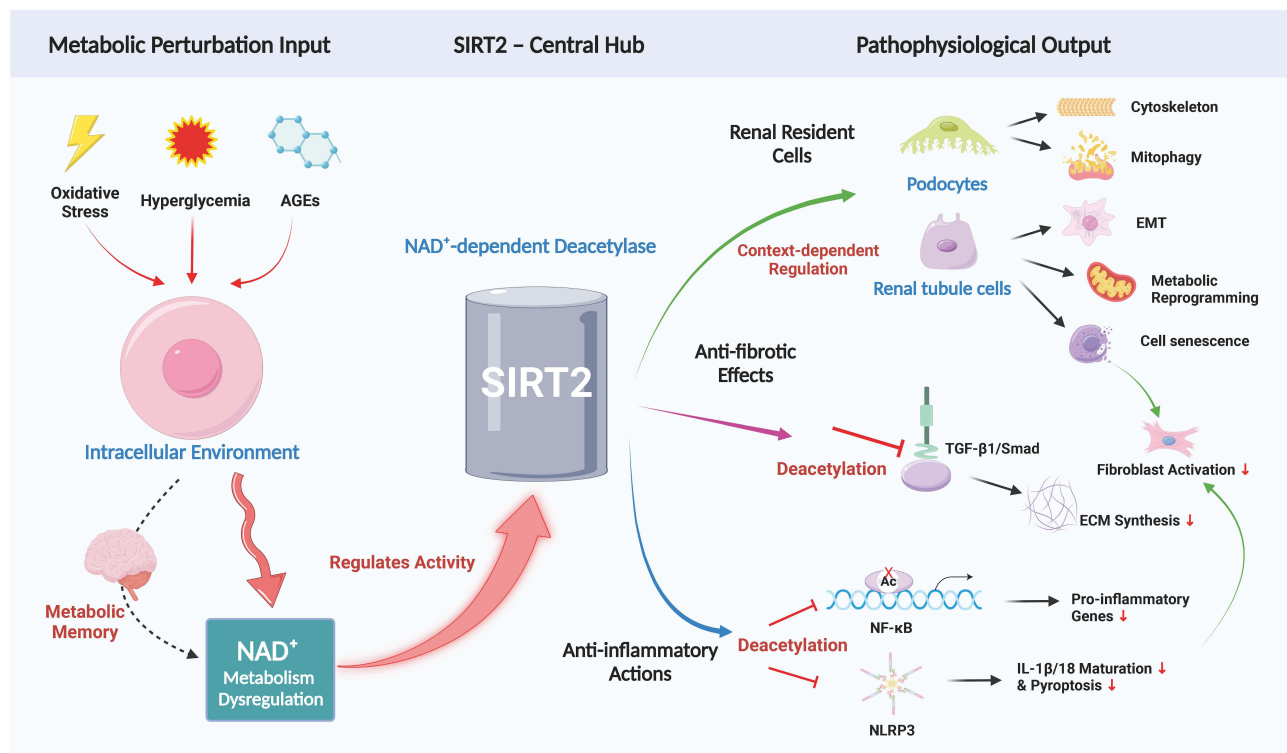 Metabolic Perturbation Input
SIRT2 – Central Hub
Pathophysiological Output
Oxidative
Stress
Hyperglycemia
AGEs
Intracellular Environment
Metabolic
Memory
NAD⁺
Metabolism
Dysregulation
Regulates Activity
NAD⁺-dependent Deacetylase
SIRT2
Renal Resident
Cells
Context-dependent
Regulation
Podocytes
Cytoskeleton
Mitophagy
Renal tubule cells
EMT
Metabolic
Reprogramming
Cell senescence
Anti-fibrotic
Effects
Deacetylation
TGF-β1/Smad
Fibroblast Activation ↓
ECM Synthesis ↓
Anti-inflammatory
Actions
Deacetylation
Ac
NF-κB
Pro-inflammatory
Genes ↓
NLRP3
IL-1β/18 Maturation ↓
& Pyroptosis ↓